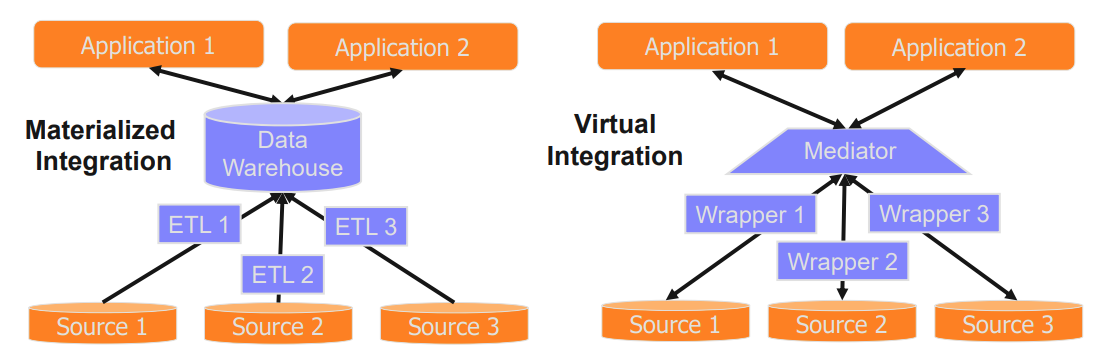 Application 1
Application 2
Materialized
Integration
Data
Warehouse
ETL 1
ETL 2
ETL 3
Source 1
Source 2
Source 3
Application 1
Application 2
Virtual
Integration
Mediator
Wrapper 1
Wrapper 2
Wrapper 3
Source 1
Source 2
Source 3